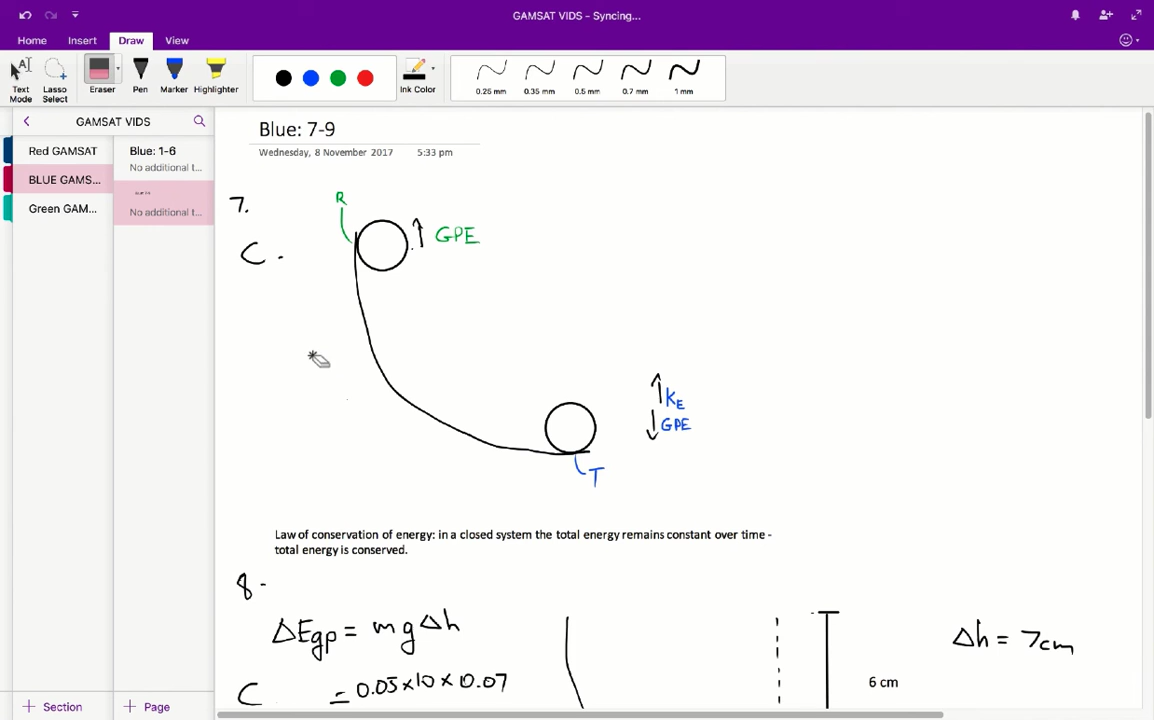 GAMSAT VIDS - Syncing...
Home Insert Draw View
Text Mode
Lasso Select
Eraser
Pen
Marker
Highlighter
Ink Color
0.25 mm
0.35 mm
0.5 mm
0.7 mm
1 mm
GAMSAT VIDS
Red GAMSAT
BLUE GAMS...
Green GAM...
Blue: 1-6
No additional t...
No additional t...
Section
Page
Blue: 7-9
Wednesday, 8 November 2017 5:33 pm
7.
R
↑ GPE
C.
↑ KE
↓ GPE
T
Law of conservation of energy: in a closed system the total energy remains constant over time -
total energy is conserved.
8-
ΔEgp = mgΔh
Δh = 7cm
C = 0.05×10×0.07
6 cm